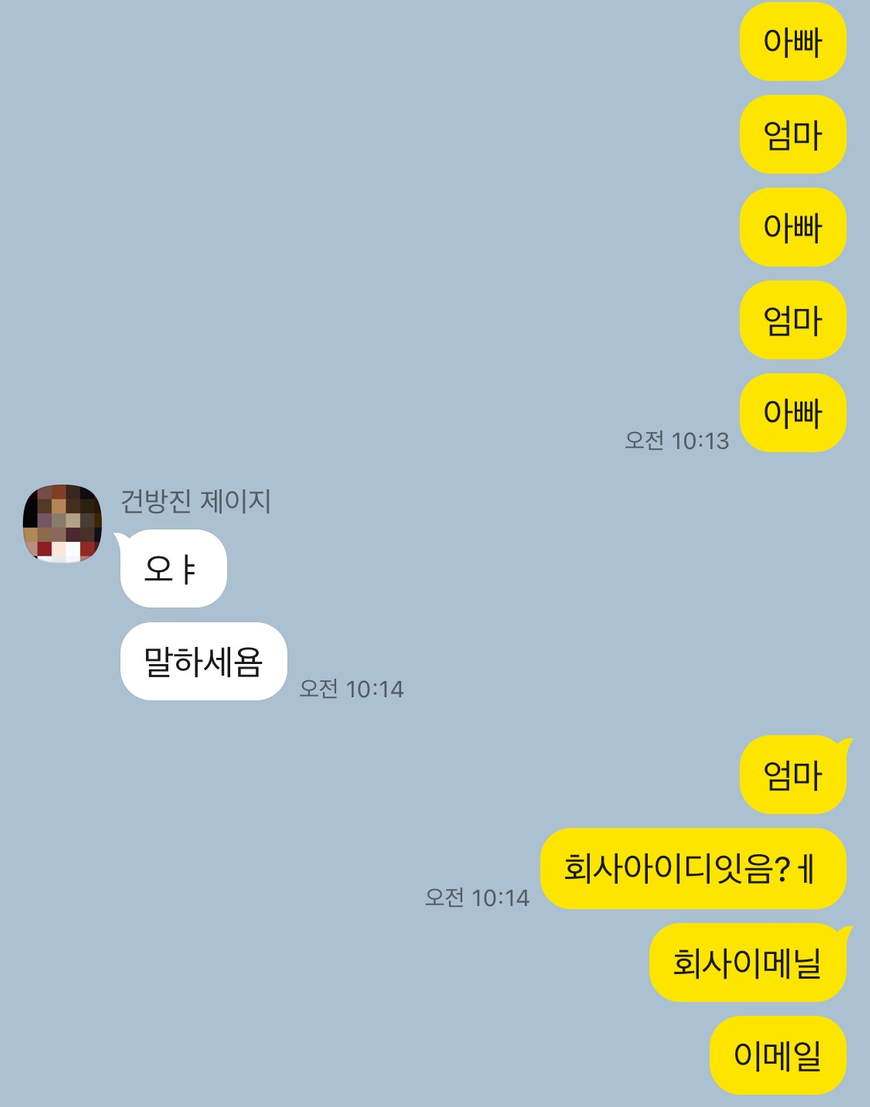 아빠
엄마
아빠
엄마
아빠
오전 10:13
건방진 제이지
오ㅑ
말하세욤
오전 10:14
엄마
회사아이디잇음?ㅔ
오전 10:14
회사이메닐
이메일